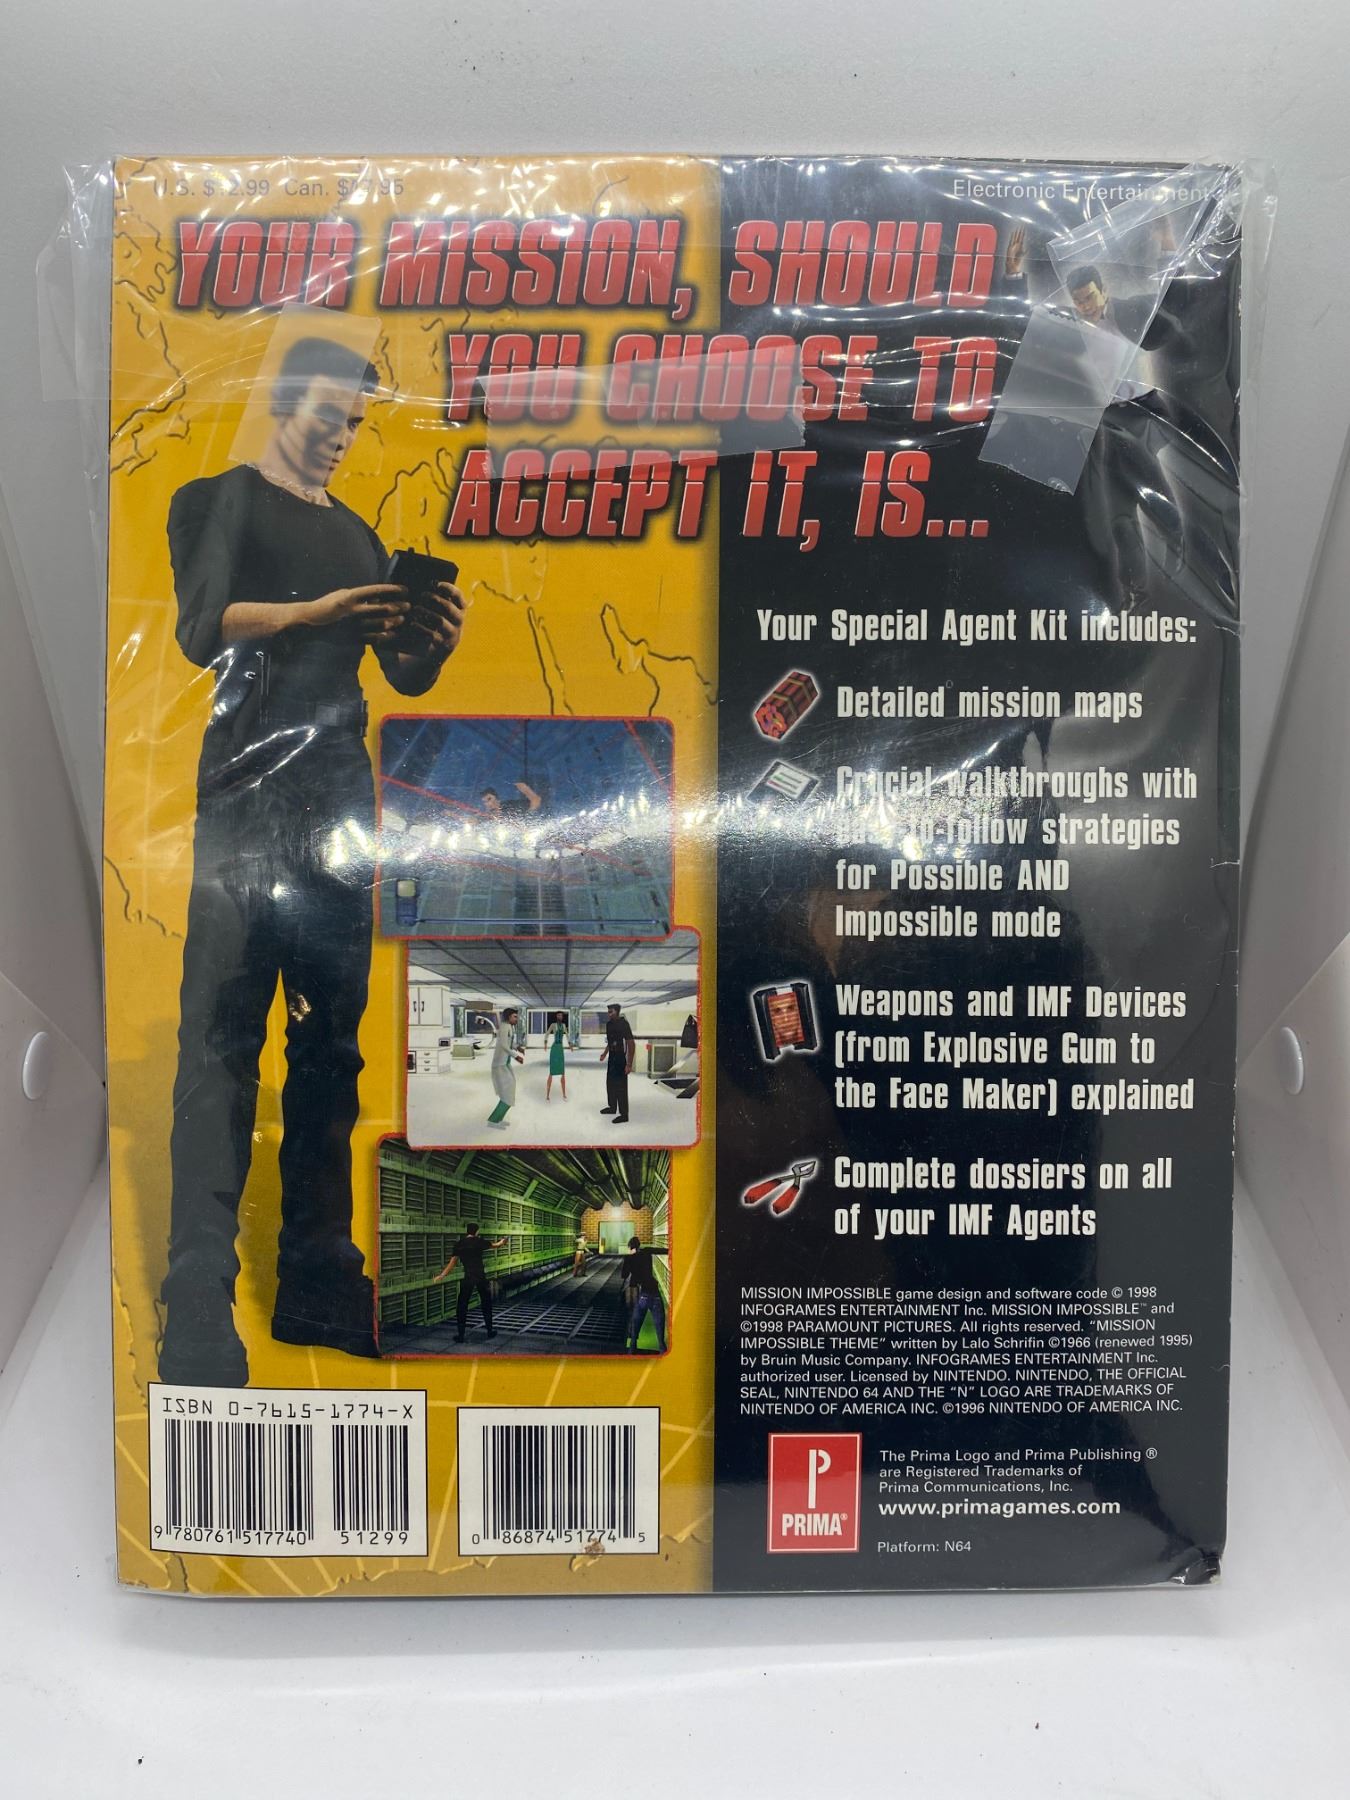 U.S. $12.99 Can. $17.95
Electronic Entertainment
YOUR MISSION, SHOULD
YOU CHOOSE TO
ACCEPT IT, IS...
Your Special Agent Kit includes:
Detailed mission maps
Crucial walkthroughs with
easy-to-follow strategies
for Possible AND
Impossible mode
Weapons and IMF Devices
(from Explosive Gum to
the Face Maker) explained
Complete dossiers on all
of your IMF Agents
MISSION IMPOSSIBLE game design and software code © 1998
INFOGRAMES ENTERTAINMENT Inc. MISSION IMPOSSIBLE™ and
©1998 PARAMOUNT PICTURES. All rights reserved. "MISSION
IMPOSSIBLE THEME" written by Lalo Schrifin ©1966 (renewed 1995)
by Bruin Music Company. INFOGRAMES ENTERTAINMENT Inc.
authorized user. Licensed by NINTENDO. NINTENDO, THE OFFICIAL
SEAL, NINTENDO 64 AND THE "N" LOGO ARE TRADEMARKS OF
NINTENDO OF AMERICA INC. ©1996 NINTENDO OF AMERICA INC.
ISBN 0-7615-1774-X
9 780761 517740
51299
0 86874 51774 5
PRIMA®
The Prima Logo and Prima Publishing ®
are Registered Trademarks of
Prima Communications, Inc.
www.primagames.com
Platform: N64